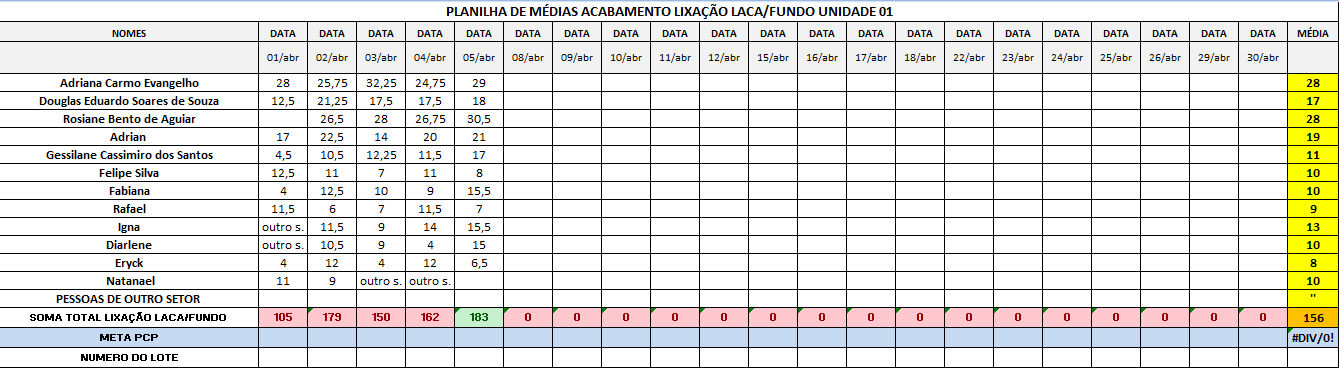 PLANILHA DE MÉDIAS ACABAMENTO LIXAÇÃO LACA/FUNDO UNIDADE 01
NOMES DATA DATA DATA DATA DATA DATA DATA DATA DATA DATA DATA DATA DATA DATA DATA DATA DATA DATA DATA DATA DATA MÉDIA
01/abr 02/abr 03/abr 04/abr 05/abr 08/abr 09/abr 10/abr 11/abr 12/abr 15/abr 16/abr 17/abr 18/abr 22/abr 23/abr 24/abr 25/abr 26/abr 29/abr 30/abr
Adriana Carmo Evangelho 28 25,75 32,25 24,75 29 28
Douglas Eduardo Soares de Souza 12,5 21,25 17,5 17,5 18 17
Rosiane Bento de Aguiar 26,5 28 26,75 30,5 28
Adrian 17 22,5 14 20 21 19
Gessilane Cassimiro dos Santos 4,5 10,5 12,25 11,5 17 11
Felipe Silva 12,5 11 7 11 8 10
Fabiana 4 12,5 10 9 15,5 10
Rafael 11,5 6 7 11,5 7 9
Igna outro s. 11,5 9 14 15,5 13
Diarlene outro s. 10,5 9 4 15 10
Eryck 4 12 4 12 6,5 8
Natanael 11 9 outro s. outro s. 10
PESSOAS DE OUTRO SETOR "
SOMA TOTAL LIXAÇÃO LACA/FUNDO 105 179 150 162 183 0 0 0 0 0 0 0 0 0 0 0 0 0 0 0 0 156
META PCP #DIV/0!
NUMERO DO LOTE